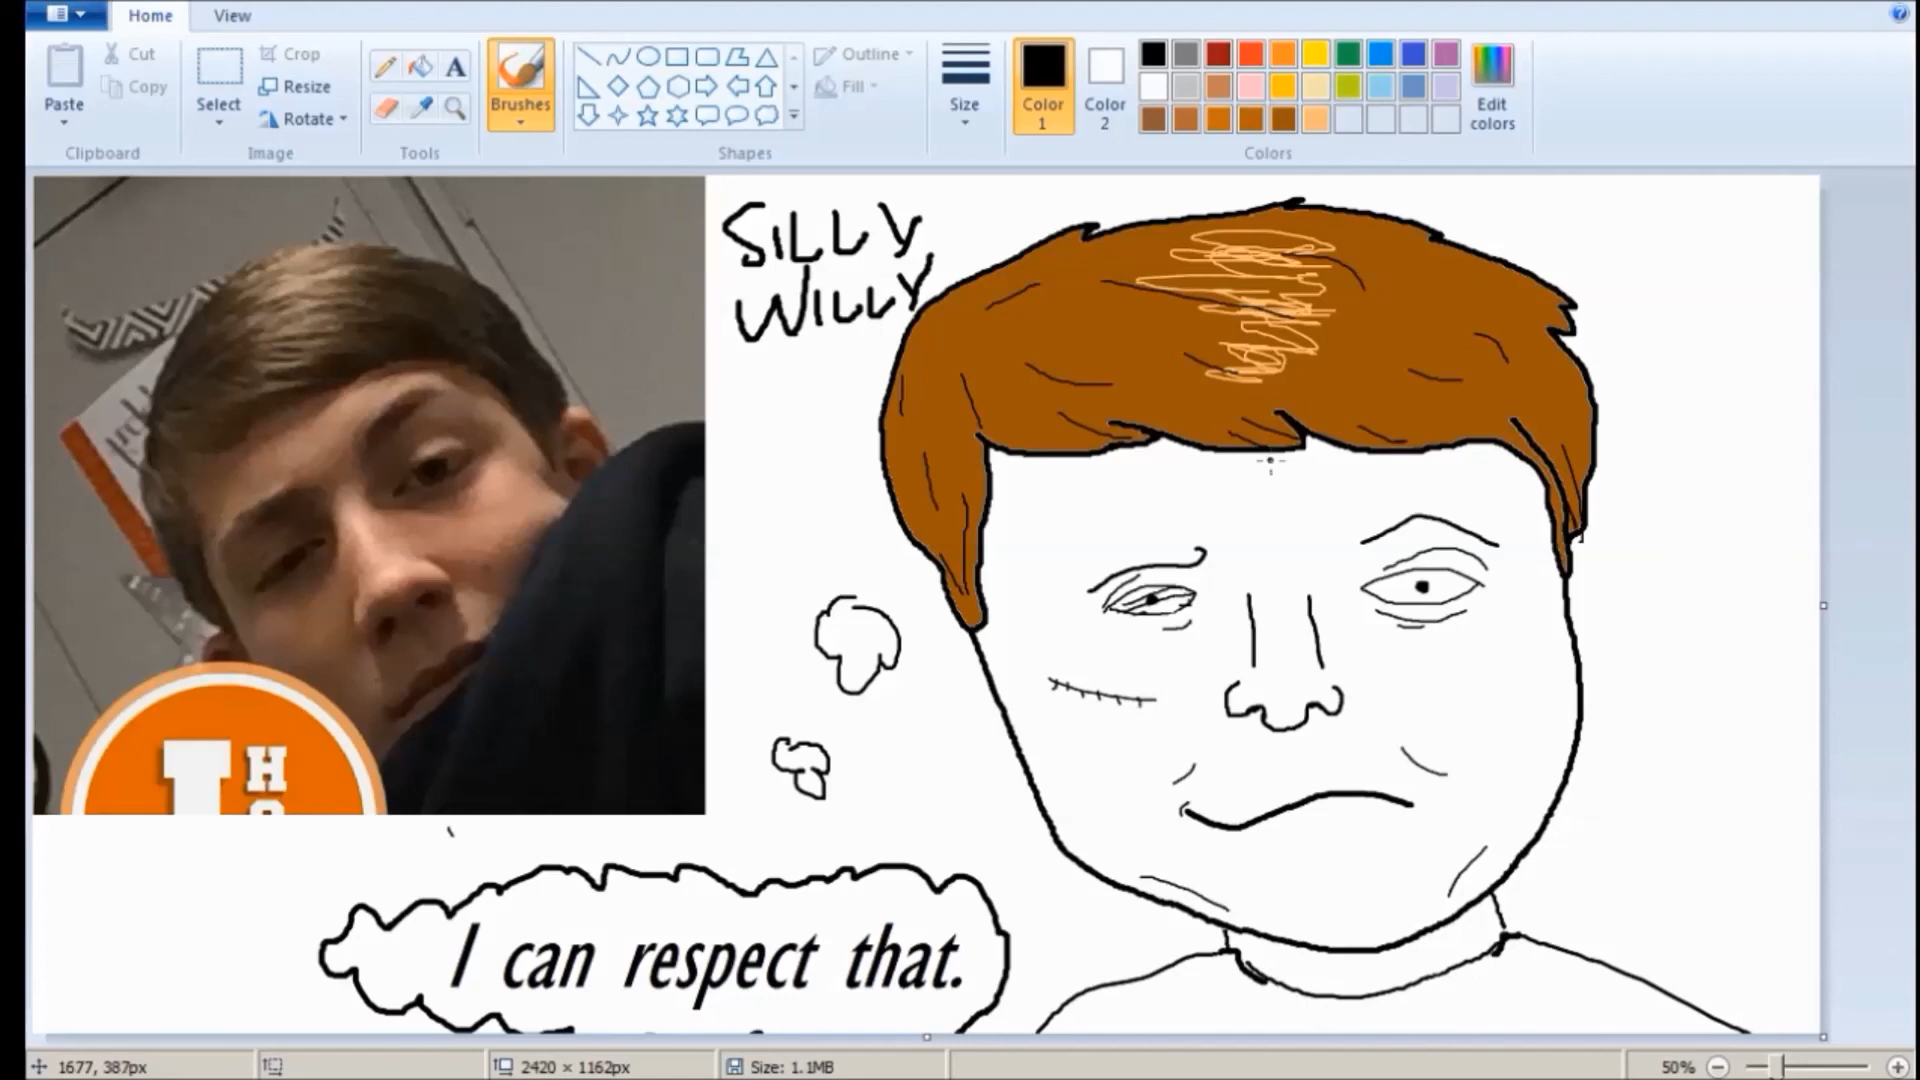 Home View
Cut
Copy
Paste
Clipboard
Select
Crop
Resize
Rotate
Image
A
Tools
Brushes
Shapes
Outline
Fill
Size
Color
1
Color
2
Edit
colors
Colors
SILLY
WILLY
H
I can respect that.
1677, 387px
2420 × 1162px
Size: 1.1MB
50%